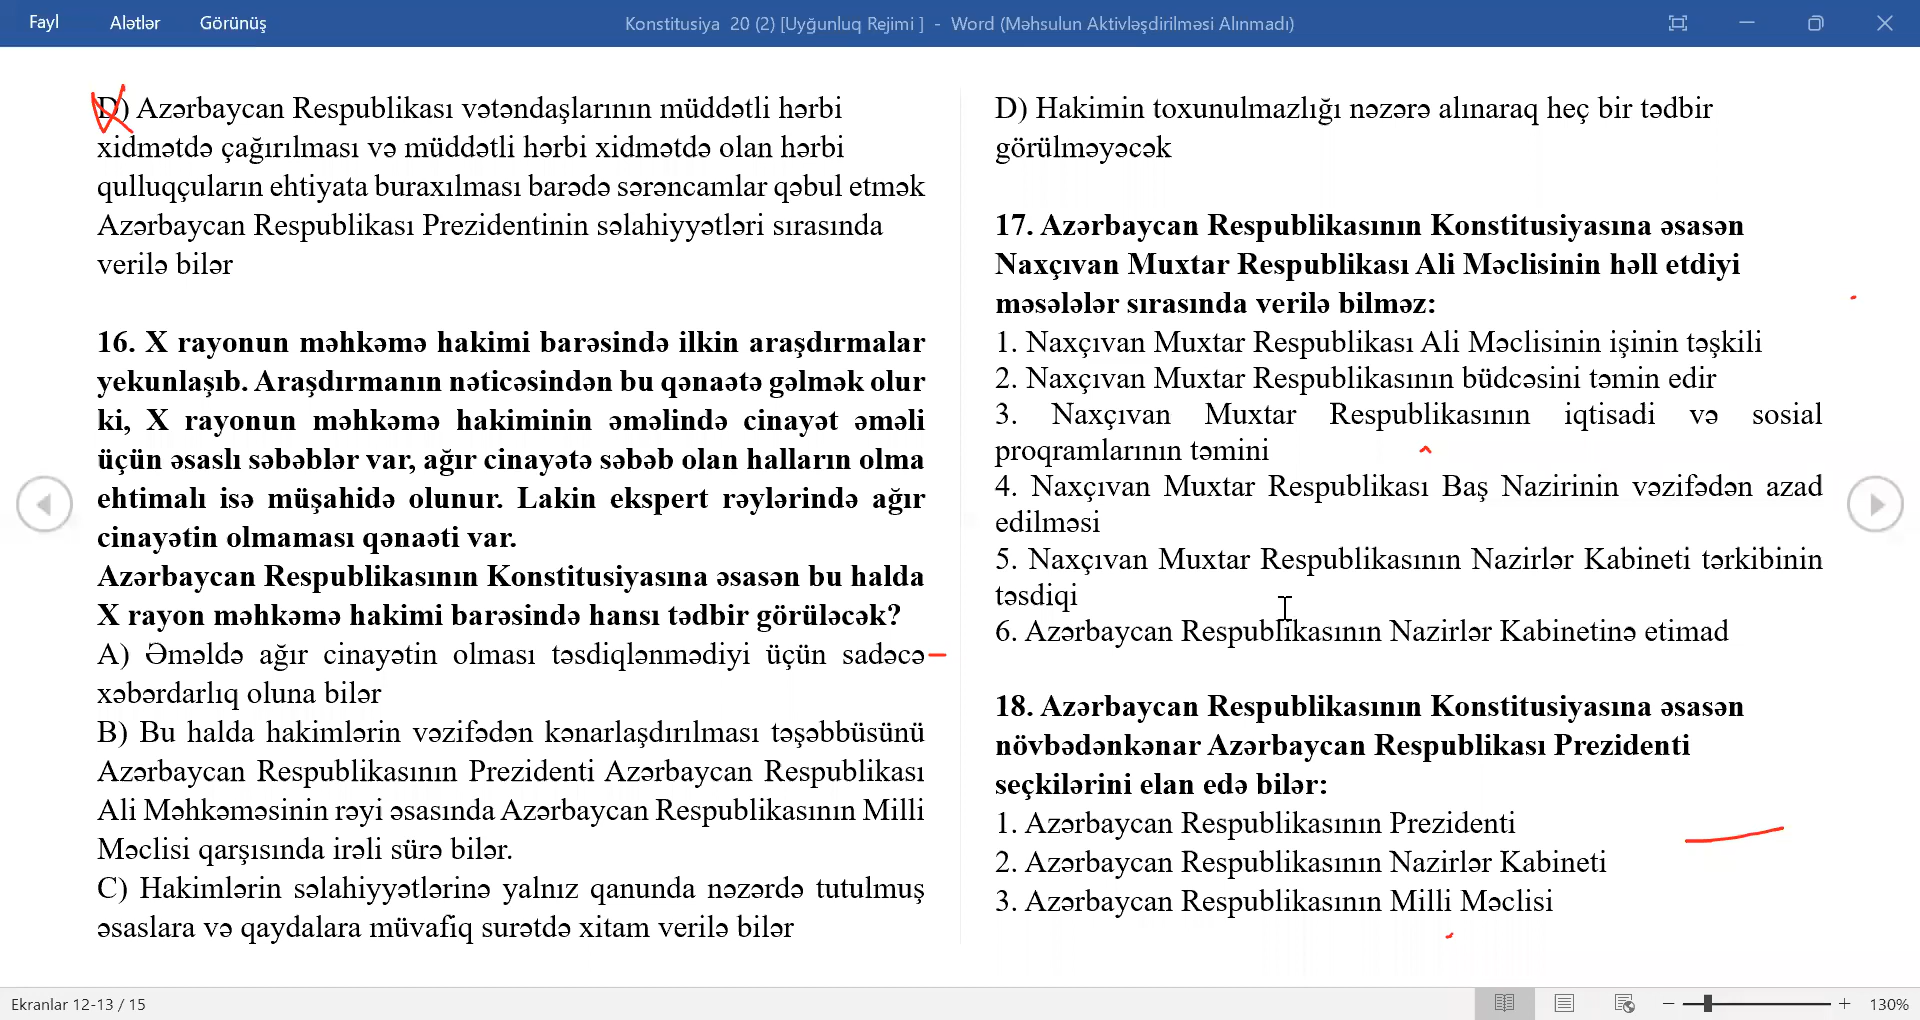 Fayl Alətlər Görünüş Konstitusiya 20 (2) [Uyğunluq Rejimi ] - Word (Məhsulun Aktivləşdirilməsi Alınmadı)
D) Azərbaycan Respublikası vətəndaşlarının müddətli hərbi
xidmətdə çağırılması və müddətli hərbi xidmətdə olan hərbi
qulluqçuların ehtiyata buraxılması barədə sərəncamlar qəbul etmək
Azərbaycan Respublikası Prezidentinin səlahiyyətləri sırasında
verilə bilər
16. X rayonun məhkəmə hakimi barəsində ilkin araşdırmalar
yekunlaşıb. Araşdırmanın nəticəsindən bu qənaətə gəlmək olur
ki, X rayonun məhkəmə hakiminin əməlində cinayət əməli
üçün əsaslı səbəblər var, ağır cinayətə səbəb olan halların olma
ehtimalı isə müşahidə olunur. Lakin ekspert rəylərində ağır
cinayətin olmaması qənaəti var.
Azərbaycan Respublikasının Konstitusiyasına əsasən bu halda
X rayon məhkəmə hakimi barəsində hansı tədbir görüləcək?
A) Əməldə ağır cinayətin olması təsdiqlənmədiyi üçün sadəcə
xəbərdarlıq oluna bilər
B) Bu halda hakimlərin vəzifədən kənarlaşdırılması təşəbbüsünü
Azərbaycan Respublikasının Prezidenti Azərbaycan Respublikası
Ali Məhkəməsinin rəyi əsasında Azərbaycan Respublikasının Milli
Məclisi qarşısında irəli sürə bilər.
C) Hakimlərin səlahiyyətlərinə yalnız qanunda nəzərdə tutulmuş
əsaslara və qaydalara müvafiq surətdə xitam verilə bilər
D) Hakimin toxunulmazlığı nəzərə alınaraq heç bir tədbir
görülməyəcək
17. Azərbaycan Respublikasının Konstitusiyasına əsasən
Naxçıvan Muxtar Respublikası Ali Məclisinin həll etdiyi
məsələlər sırasında verilə bilməz:
1. Naxçıvan Muxtar Respublikası Ali Məclisinin işinin təşkili
2. Naxçıvan Muxtar Respublikasının büdcəsini təmin edir
3. Naxçıvan Muxtar Respublikasının iqtisadi və sosial
proqramlarının təmini
4. Naxçıvan Muxtar Respublikası Baş Nazirinin vəzifədən azad
edilməsi
5. Naxçıvan Muxtar Respublikasının Nazirlər Kabineti tərkibinin
təsdiqi
6. Azərbaycan Respublikasının Nazirlər Kabinetinə etimad
18. Azərbaycan Respublikasının Konstitusiyasına əsasən
növbədənkənar Azərbaycan Respublikası Prezidenti
seçkilərini elan edə bilər:
1. Azərbaycan Respublikasının Prezidenti
2. Azərbaycan Respublikasının Nazirlər Kabineti
3. Azərbaycan Respublikasının Milli Məclisi
Ekranlar 12-13 / 15 130%